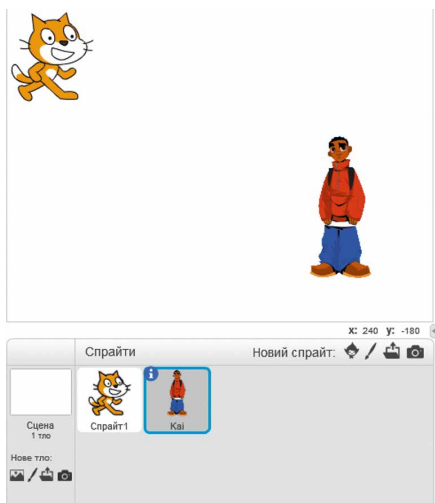 x: 240 y: -180
Спрайти
Новий спрайт:
Сцена
1 тло
Спрайт1
Kai
Нове тло: